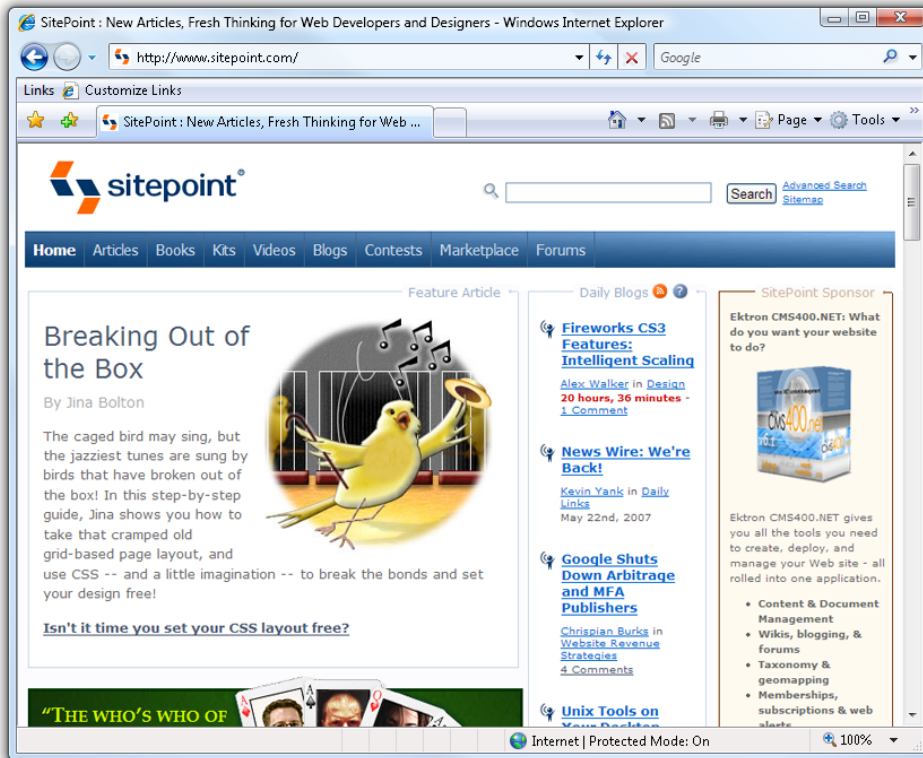 SitePoint : New Articles, Fresh Thinking for Web Developers and Designers - Windows Internet Explorer
http://www.sitepoint.com/
Google
Links Customize Links
SitePoint : New Articles, Fresh Thinking for Web ...
Page Tools
sitepoint®
Search
Advanced Search
Sitemap
Home Articles Books Kits Videos Blogs Contests Marketplace Forums
Feature Article
Breaking Out of
the Box
By Jina Bolton
The caged bird may sing, but
the jazziest tunes are sung by
birds that have broken out of
the box! In this step-by-step
guide, Jina shows you how to
take that cramped old
grid-based page layout, and
use CSS -- and a little imagination -- to break the bonds and set
your design free!
Isn't it time you set your CSS layout free?
"THE WHO'S WHO OF
Daily Blogs
Fireworks CS3
Features:
Intelligent Scaling
Alex Walker in Design
20 hours, 36 minutes -
1 Comment
News Wire: We're
Back!
Kevin Yank in Daily
Links
May 22nd, 2007
Google Shuts
Down Arbitrage
and MFA
Publishers
Chrispian Burks in
Website Revenue
Strategies
4 Comments
Unix Tools on
Your Desktop
SitePoint Sponsor
Ektron CMS400.NET: What
do you want your website
to do?
CMS400.net
Ektron CMS400.NET gives
you all the tools you need
to create, deploy, and
manage your Web site - all
rolled into one application.
• Content & Document
Management
• Wikis, blogging, &
forums
• Taxonomy &
geomapping
• Memberships,
subscriptions & web
alerts
Internet | Protected Mode: On
100%